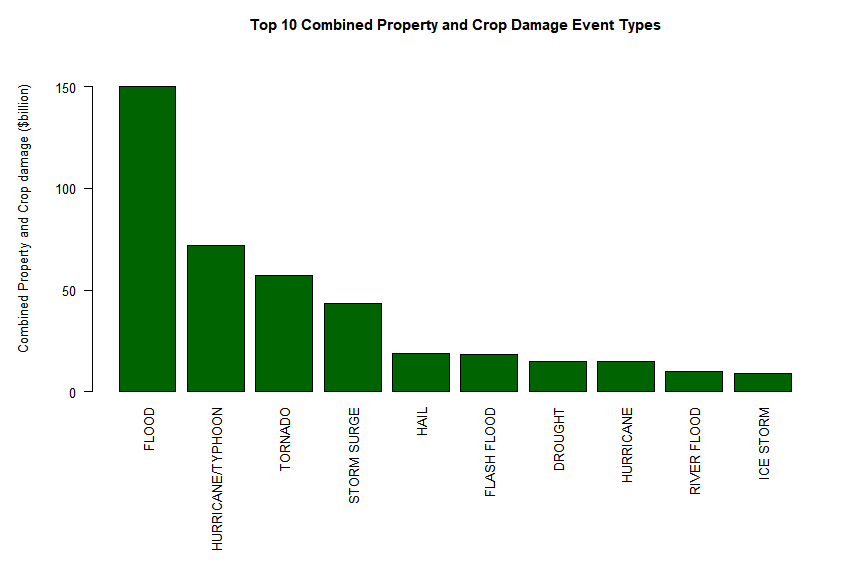 Top 10 Combined Property and Crop Damage Event Types
Combined Property and Crop damage ($billion)
150
100
50
0
FLOOD
HURRICANE/TYPHOON
TORNADO
STORM SURGE
HAIL
FLASH FLOOD
DROUGHT
HURRICANE
RIVER FLOOD
ICE STORM